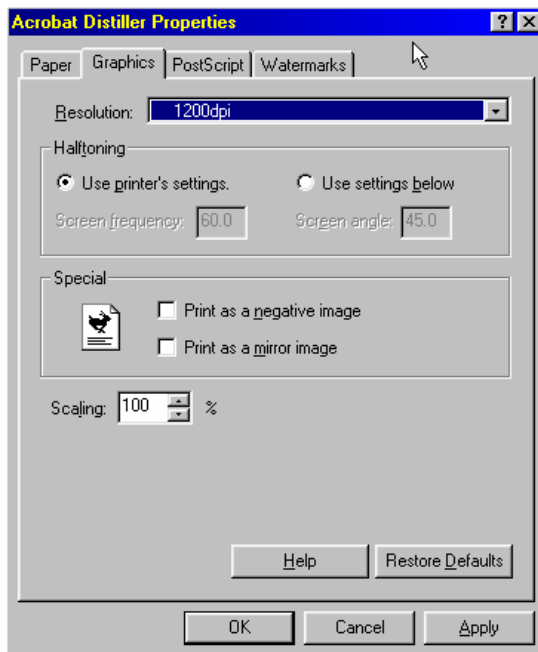 Acrobat Distiller Properties
Paper Graphics PostScript Watermarks
Resolution: 1200dpi
Halftoning
Use printer's settings. Use settings below
Screen frequency: 60.0 Screen angle: 45.0
Special
Print as a negative image
Print as a mirror image
Scaling: 100 %
Help Restore Defaults
OK Cancel Apply